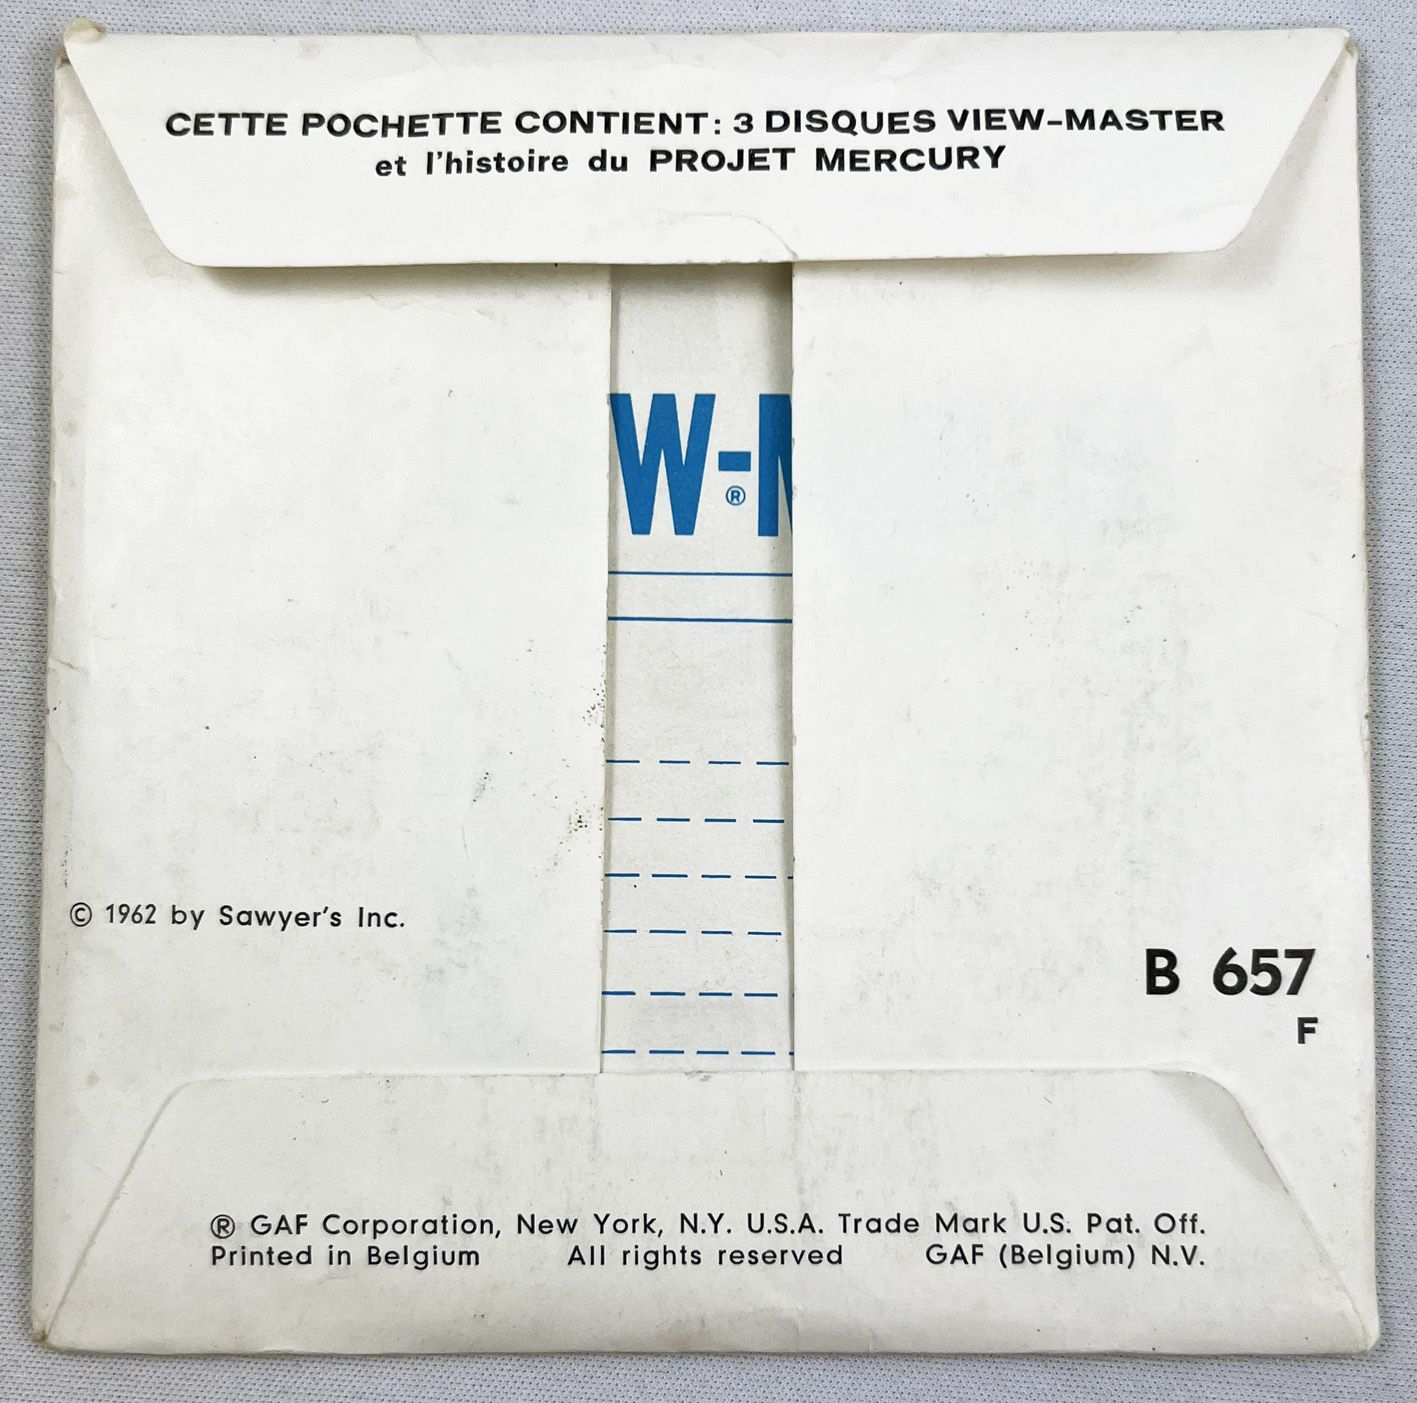 CETTE POCHETTE CONTIENT: 3 DISQUES VIEW-MASTER
et l'histoire du PROJET MERCURY
W-M
®
© 1962 by Sawyer's Inc.
B 657
F
® GAF Corporation, New York, N.Y. U.S.A. Trade Mark U.S. Pat. Off.
Printed in Belgium All rights reserved GAF (Belgium) N.V.